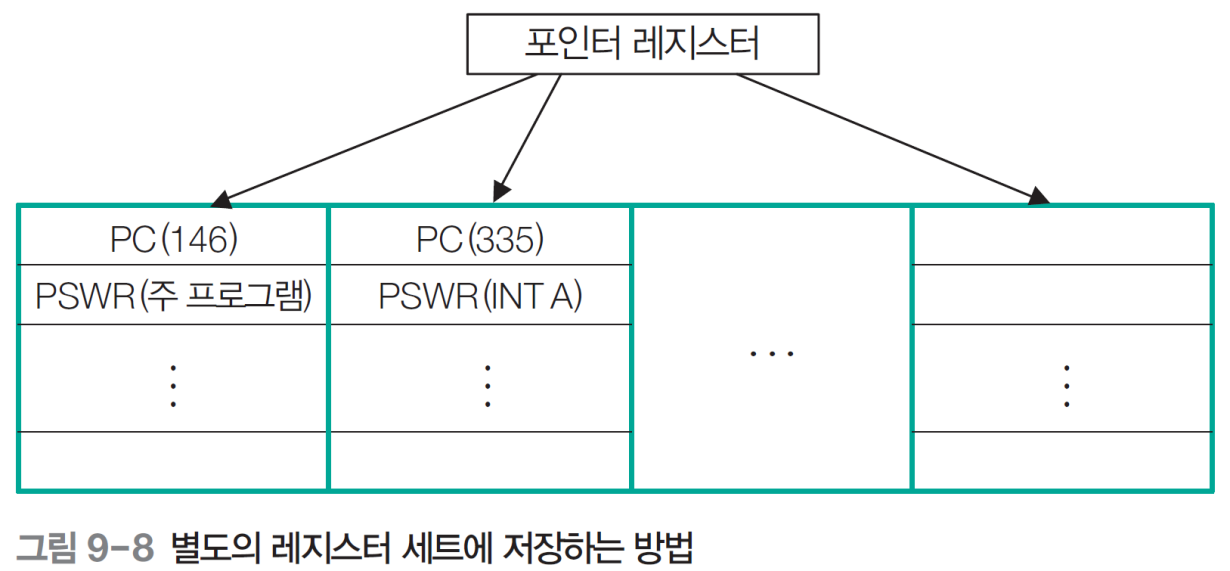 포인터 레지스터
PC(146)
PC(335)
PSWR(주 프로그램)
PSWR(INT A)
⋮
⋮
...
⋮
그림 9-8 별도의 레지스터 세트에 저장하는 방법